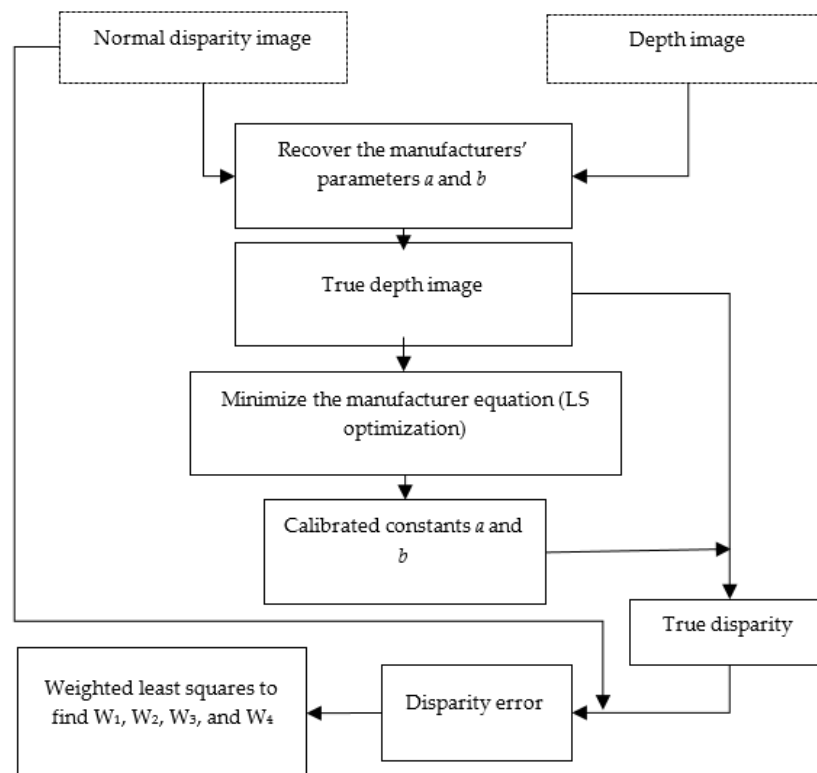 Normal disparity image
Depth image
Recover the manufacturers’
parameters a and b
True depth image
Minimize the manufacturer equation (LS
optimization)
Calibrated constants a and
b
True disparity
Disparity error
Weighted least squares to
find W₁, W₂, W₃, and W₄